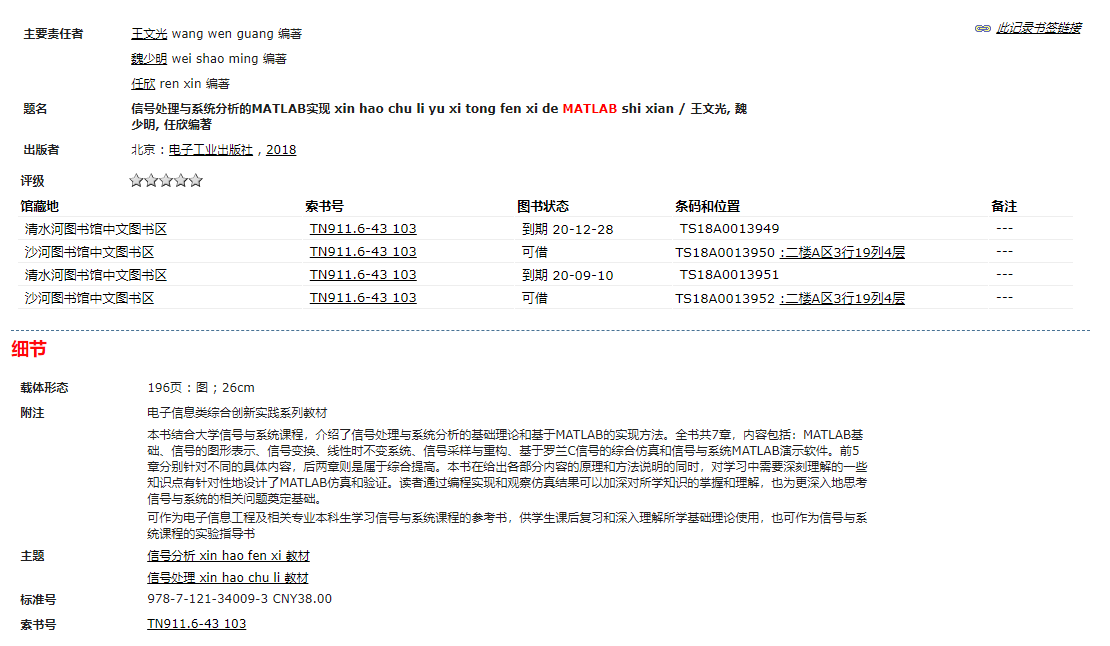 此记录书签链接
主要责任者 王文光 wang wen guang 编著
魏少明 wei shao ming 编著
任欣 ren xin 编著
题名 信号处理与系统分析的MATLAB实现 xin hao chu li yu xi tong fen xi de MATLAB shi xian / 王文光, 魏
少明, 任欣编著
出版者 北京 : 电子工业出版社 , 2018
评级
馆藏地 索书号 图书状态 条码和位置 备注
清水河图书馆中文图书区 TN911.6-43 103 到期 20-12-28 TS18A0013949 ---
沙河图书馆中文图书区 TN911.6-43 103 可借 TS18A0013950 :二楼A区3行19列4层 ---
清水河图书馆中文图书区 TN911.6-43 103 到期 20-09-10 TS18A0013951 ---
沙河图书馆中文图书区 TN911.6-43 103 可借 TS18A0013952 :二楼A区3行19列4层 ---
细节
载体形态 196页 : 图 ; 26cm
附注 电子信息类综合创新实践系列教材
本书结合大学信号与系统课程，介绍了信号处理与系统分析的基础理论和基于MATLAB的实现方法。全书共7章，内容包括：MATLAB基
础、信号的图形表示、信号变换、线性时不变系统、信号采样与重构、基于罗兰C信号的综合仿真和信号与系统MATLAB演示软件。前5
章分别针对不同的具体内容，后两章则是属于综合提高。本书在给出各部分内容的原理和方法说明的同时，对学习中需要深刻理解的一些
知识点有针对性地设计了MATLAB仿真和验证。读者通过编程实现和观察仿真结果可以加深对所学知识的掌握和理解，也为更深入地思考
信号与系统的相关问题奠定基础。
可作为电子信息工程及相关专业本科生学习信号与系统课程的参考书，供学生课后复习和深入理解所学基础理论使用，也可作为信号与系
统课程的实验指导书
主题 信号分析 xin hao fen xi 教材
信号处理 xin hao chu li 教材
标准号 978-7-121-34009-3 CNY38.00
索书号 TN911.6-43 103